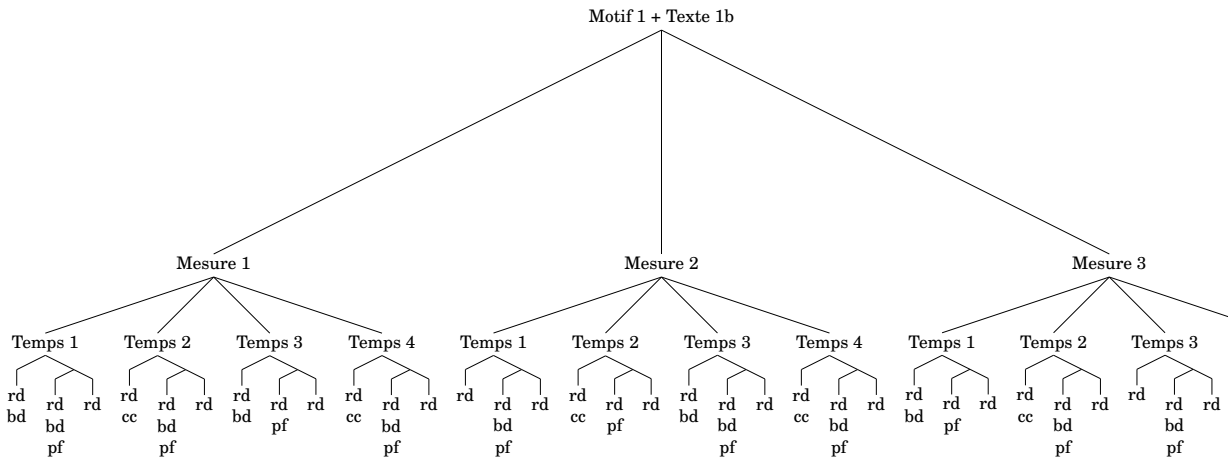 Motif 1 + Texte 1b
Mesure 1 Mesure 2 Mesure 3
Temps 1 Temps 2 Temps 3 Temps 4 Temps 1 Temps 2 Temps 3 Temps 4 Temps 1 Temps 2 Temps 3
rd rd rd rd rd rd rd rd rd rd rd rd rd rd rd rd rd rd rd rd rd rd rd rd rd rd rd rd rd rd rd rd rd
bd bd cc bd bd pf cc bd bd cc pf bd bd cc bd bd pf cc bd bd
pf pf pf pf pf pf pf pf